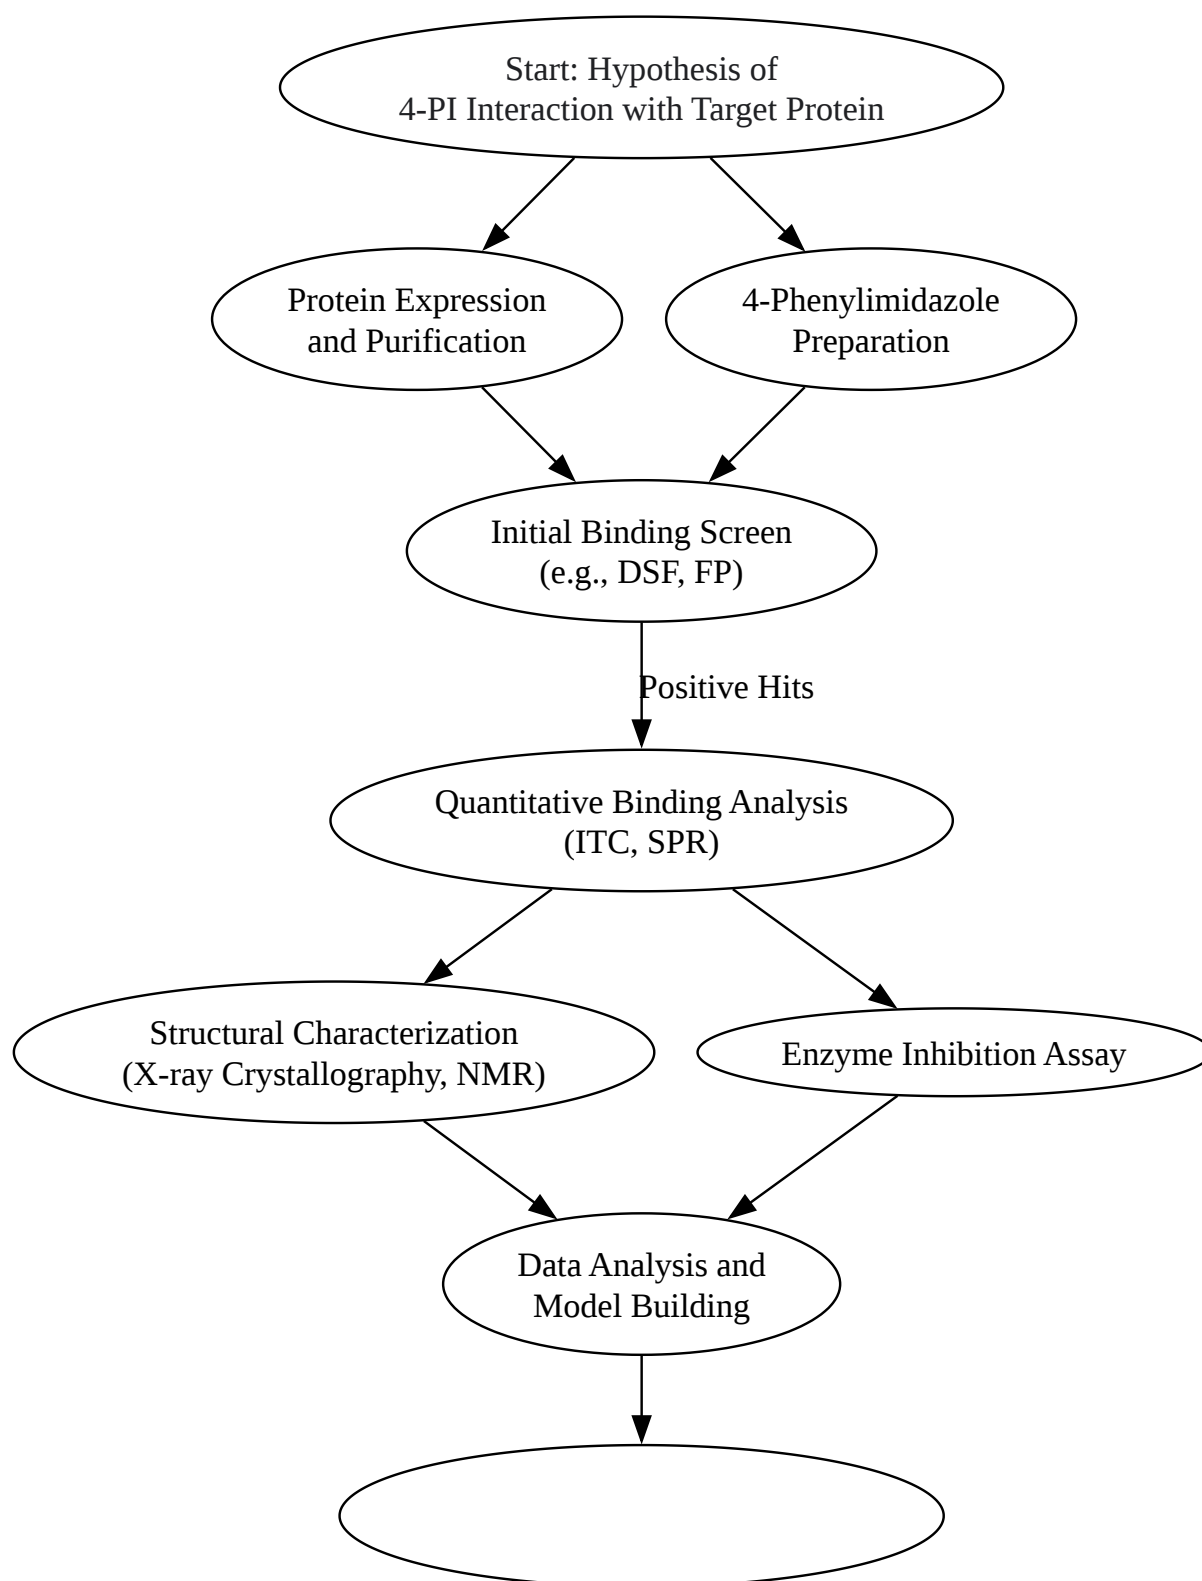 Start: Hypothesis of
4-PI Interaction with Target Protein
Protein Expression
and Purification
4-Phenylimidazole
Preparation
Initial Binding Screen
(e.g., DSF, FP)
Positive Hits
Quantitative Binding Analysis
(ITC, SPR)
Structural Characterization
(X-ray Crystallography, NMR)
Enzyme Inhibition Assay
Data Analysis and
Model Building